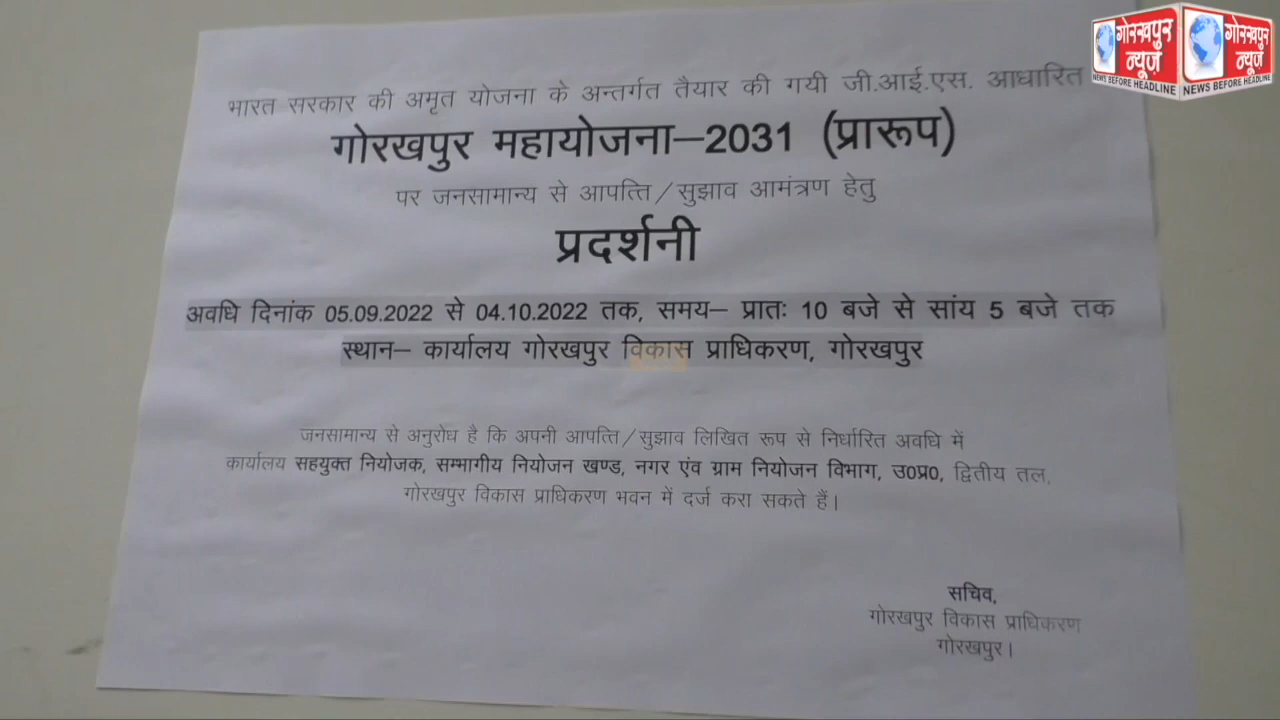 भारत सरकार की अमृत योजना के अन्तर्गत तैयार की गयी जी.आई.एस. आधारित
गोरखपुर महायोजना–2031 (प्रारूप)
पर जनसामान्य से आपत्ति/सुझाव आमंत्रण हेतु
प्रदर्शनी
अवधि दिनांक 05.09.2022 से 04.10.2022 तक, समय– प्रातः 10 बजे से सांय 5 बजे तक
स्थान– कार्यालय गोरखपुर विकास प्राधिकरण, गोरखपुर
जनसामान्य से अनुरोध है कि अपनी आपत्ति/सुझाव लिखित रूप से निर्धारित अवधि में
कार्यालय सहयुक्त नियोजक, सम्भागीय नियोजन खण्ड, नगर एंव ग्राम नियोजन विभाग, उ0प्र0, द्वितीय तल,
गोरखपुर विकास प्राधिकरण भवन में दर्ज करा सकते हैं।
सचिव,
गोरखपुर विकास प्राधिकरण
गोरखपुर।
गोरखपुर न्यूज़
NEWS BEFORE HEADLINE
गोरखपुर न्यूज़
NEWS BEFORE HEADLINE